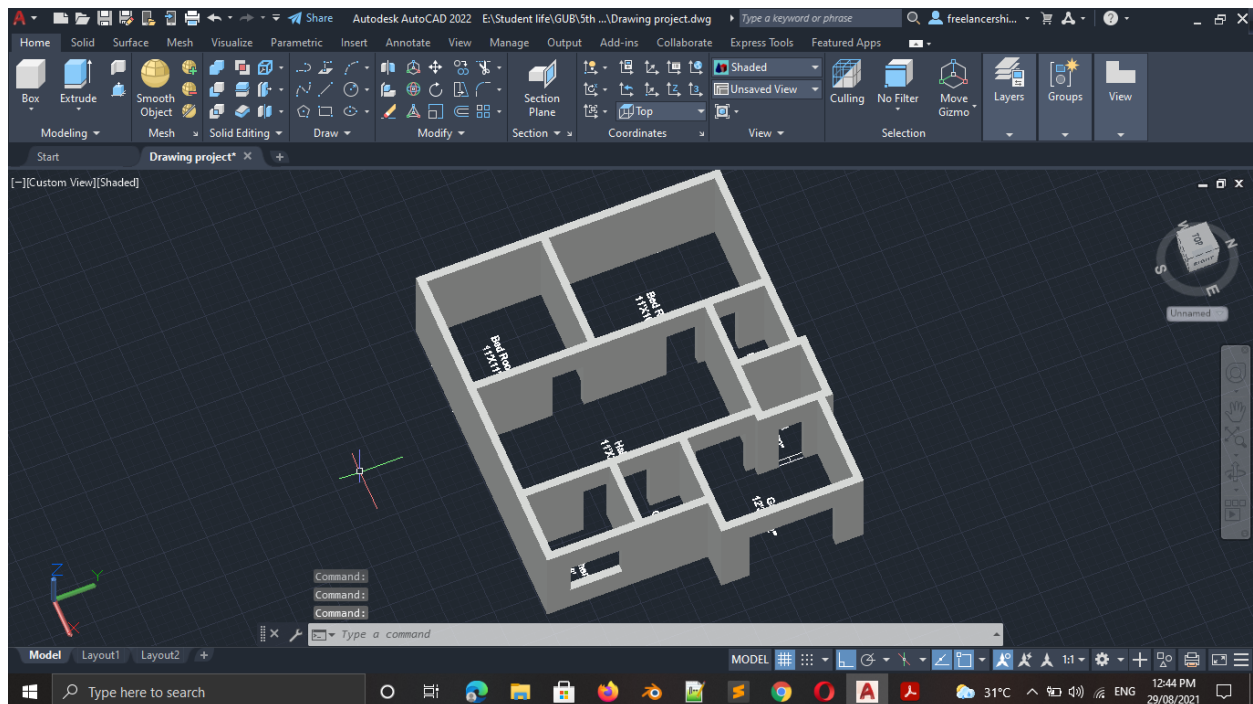 Share Autodesk AutoCAD 2022 E:\Student life\GUB\5th ...\Drawing project.dwg Type a keyword or phrase freelancershi...
Home Solid Surface Mesh Visualize Parametric Insert Annotate View Manage Output Add-ins Collaborate Express Tools Featured Apps
Shaded
Unsaved View
Top
Box Extrude Smooth Object Section Plane Culling No Filter Move Gizmo Layers Groups View
Modeling Mesh Solid Editing Draw Modify Section Coordinates View Selection
Start Drawing project* +
[−][Custom View][Shaded]
W N
TOP
RIGHT
S E
Unnamed
Bed
Bed Roo
11'X11'
Z Y
X
Command:
Command:
Command:
Type a command
Model Layout1 Layout2 +
MODEL 1:1
Type here to search 31°C ENG 12:44 PM
29/08/2021